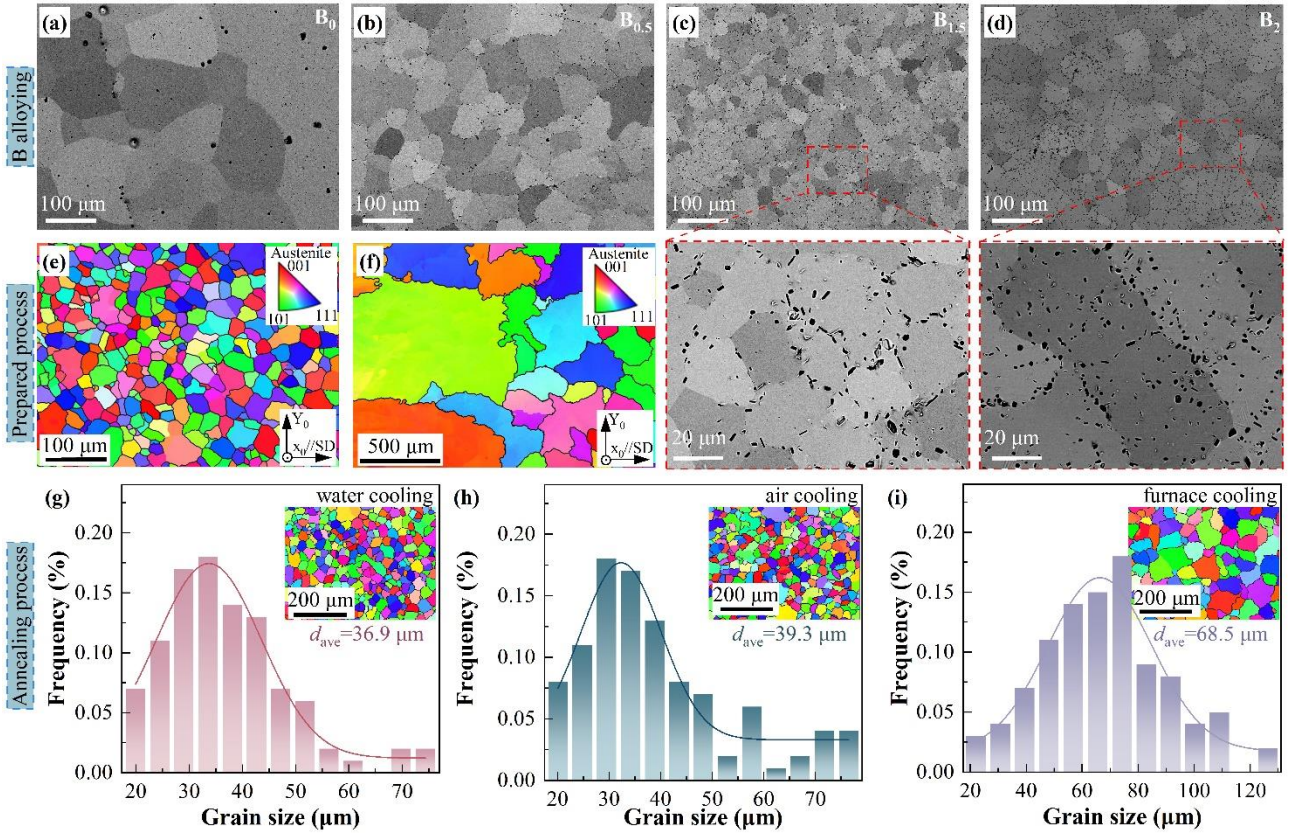 B alloying
(a)
B0
100 μm
(b)
B0.5
100 μm
(c)
B1.5
100 μm
(d)
B2
100 μm
Prepared process
(e)
Austenite
001
101
111
Y0
x0//SD
100 μm
(f)
Austenite
001
101
111
Y0
x0//SD
500 μm
20 μm
20 μm
Anncaling process
(g)
water cooling
200 μm
dave=36.9 μm
Frequency (%)
0.20
0.15
0.10
0.05
0.00
20 30 40 50 60 70
Grain size (μm)
(h)
air cooling
200 μm
dave=39.3 μm
Frequency (%)
0.20
0.15
0.10
0.05
0.00
20 30 40 50 60 70
Grain size (μm)
(i)
furnace cooling
200 μm
dave=68.5 μm
Frequency (%)
0.20
0.15
0.10
0.05
0.00
20 40 60 80 100 120
Grain size (μm)